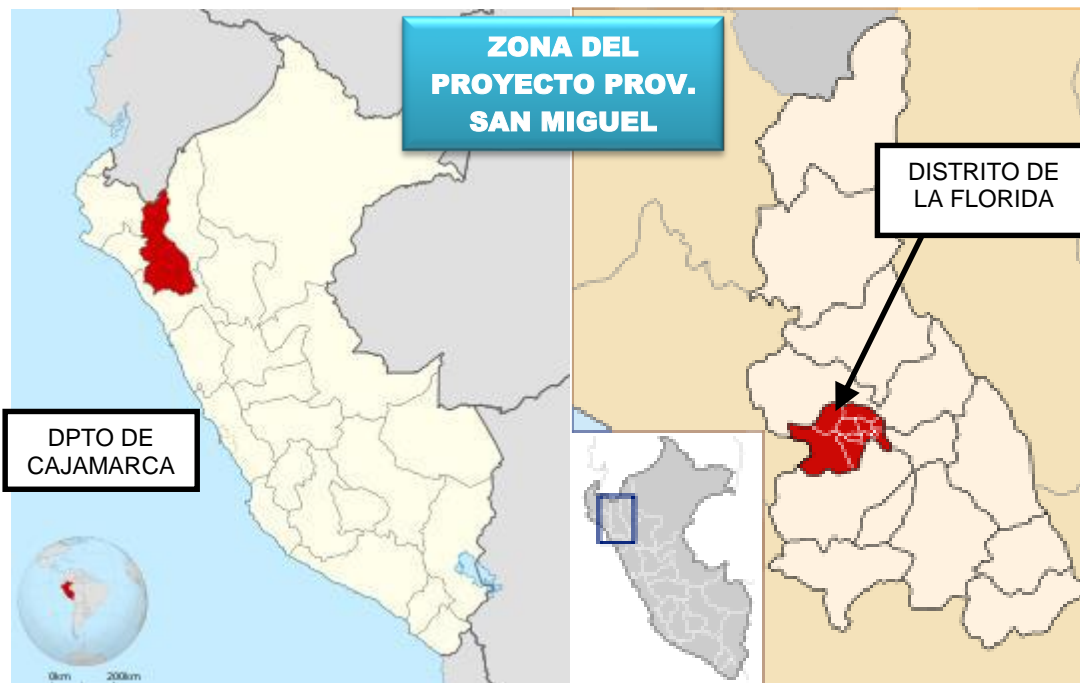 ZONA DEL
PROYECTO PROV.
SAN MIGUEL
DISTRITO DE
LA FLORIDA
DPTO DE
CAJAMARCA
0km 200km